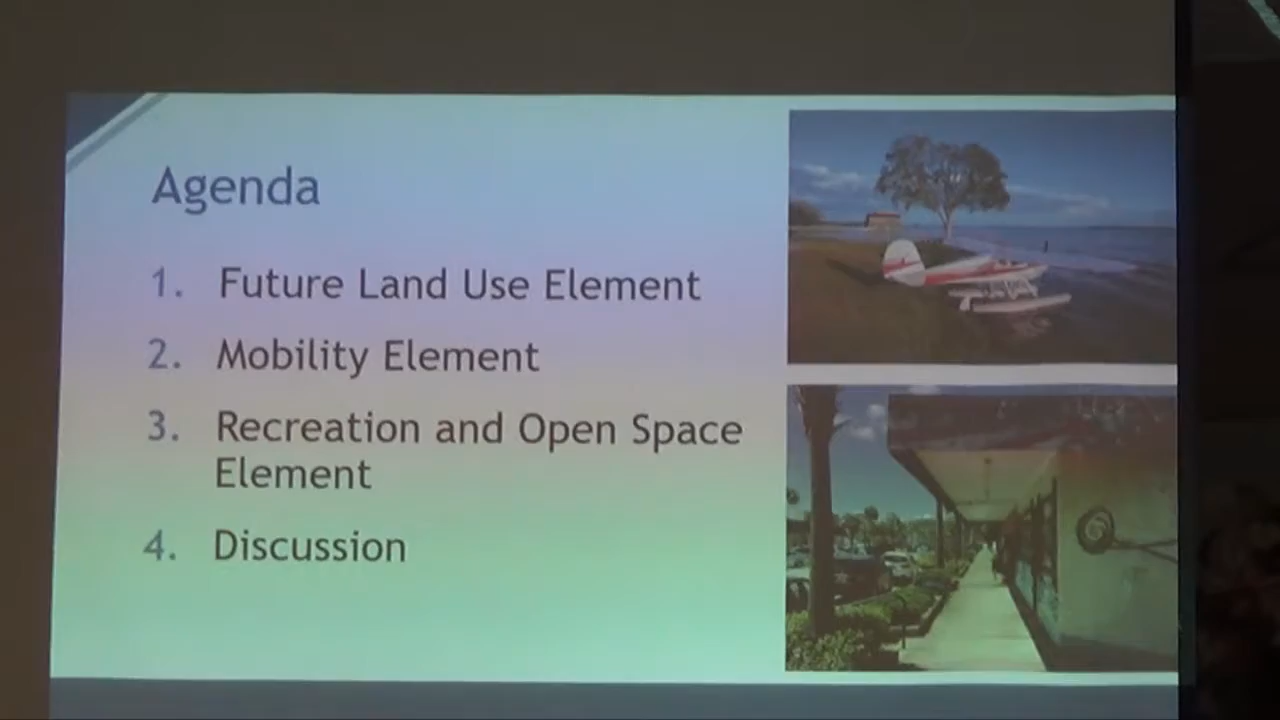 Agenda
1. Future Land Use Element
2. Mobility Element
3. Recreation and Open Space
Element
4. Discussion